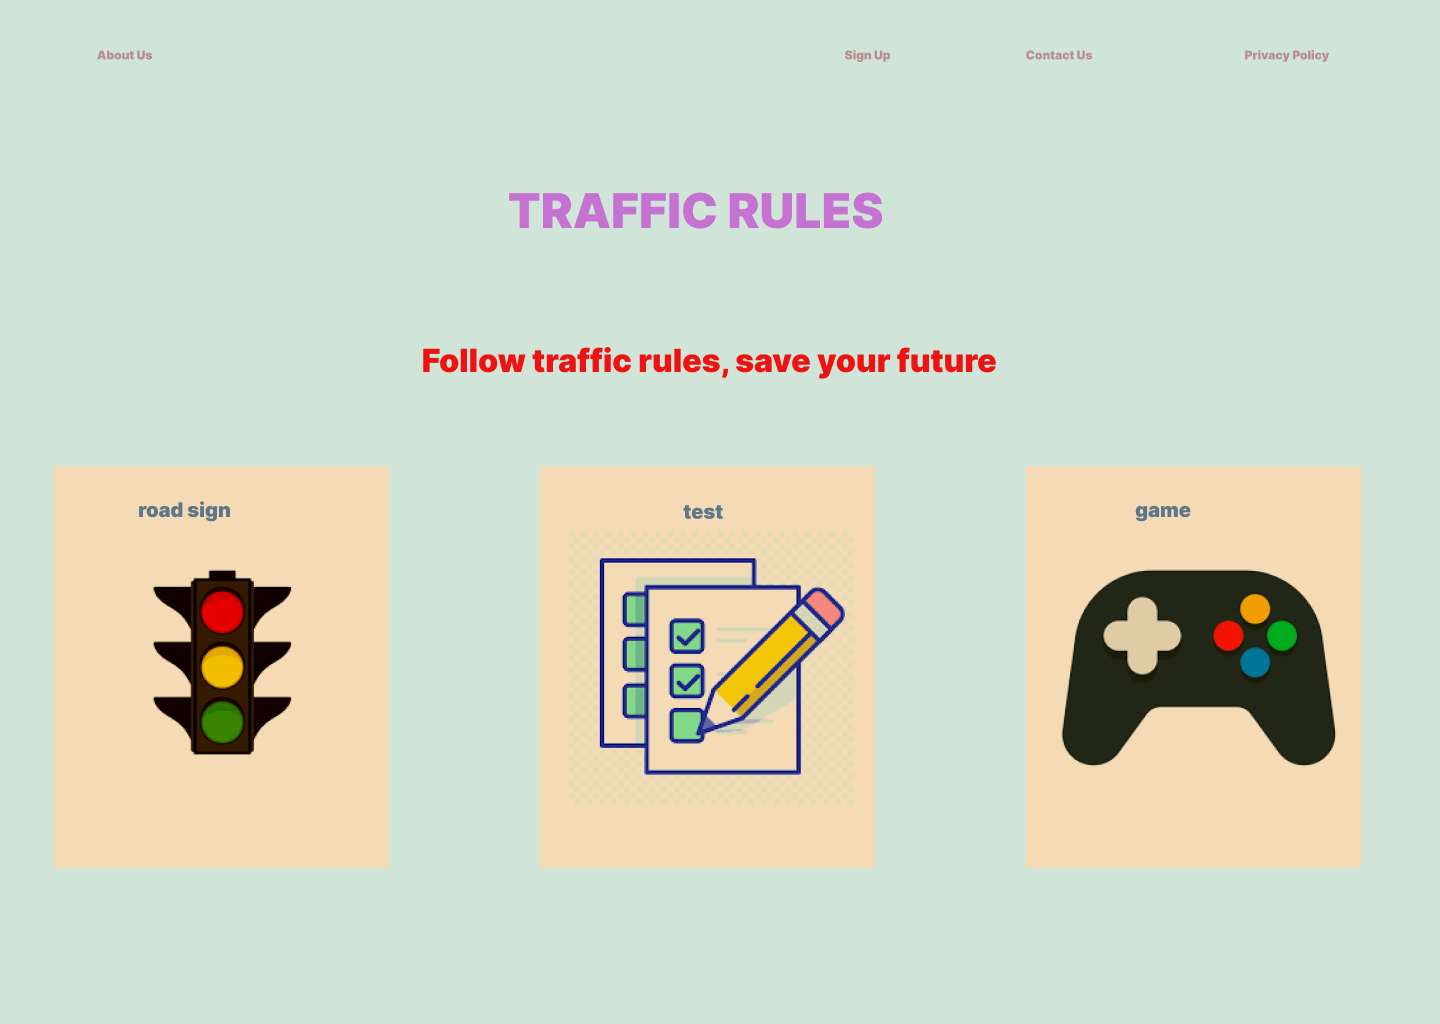 About Us
Sign Up
Contact Us
Privacy Policy
TRAFFIC RULES
Follow traffic rules, save your future
road sign
test
game